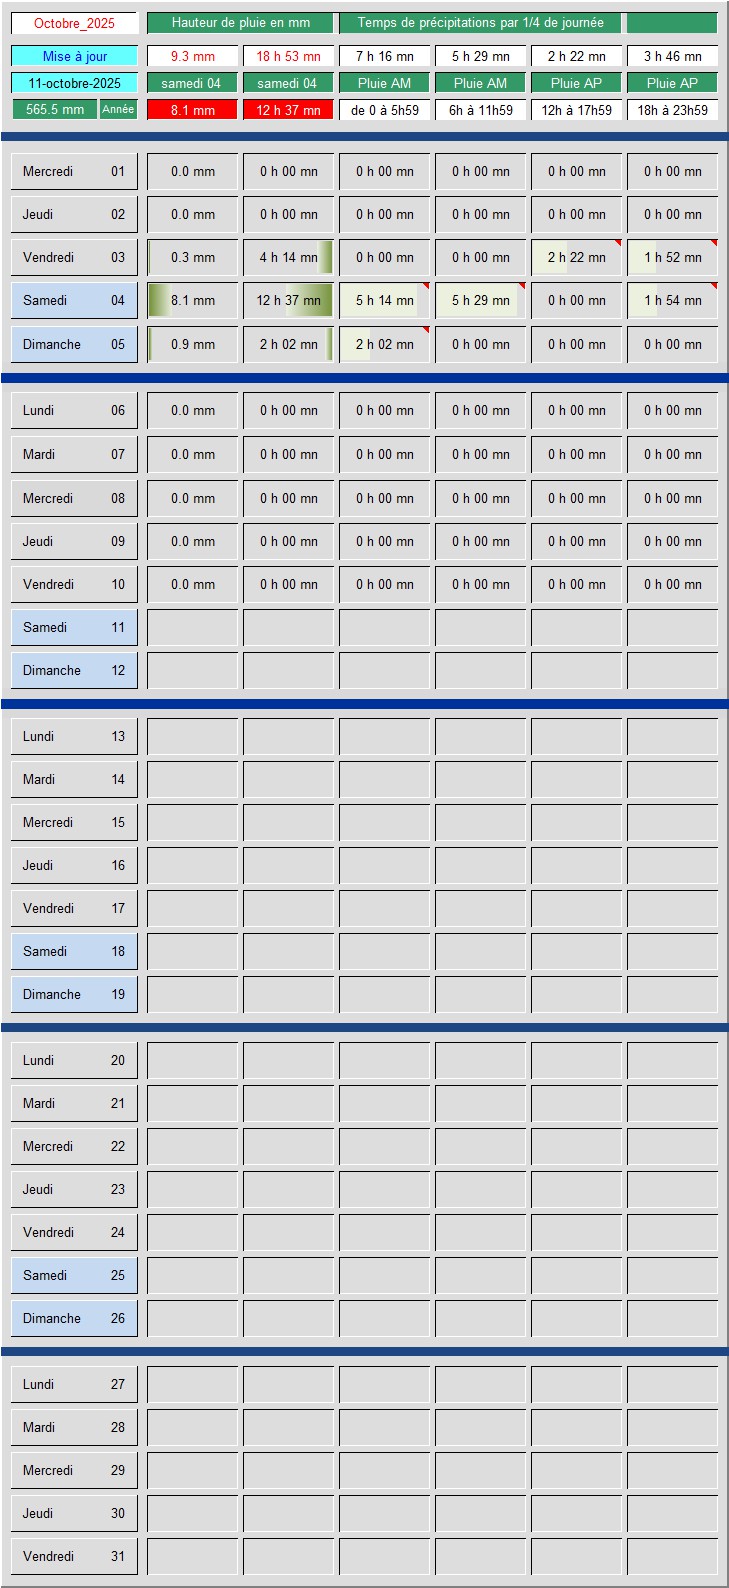 Octobre_2025 Hauteur de pluie en mm Temps de précipitations par 1/4 de journée
Mise à jour 9.3 mm 18 h 53 mn 7 h 16 mn 5 h 29 mn 2 h 22 mn 3 h 46 mn
11-octobre-2025 samedi 04 samedi 04 Pluie AM Pluie AM Pluie AP Pluie AP
565.5 mm Année 8.1 mm 12 h 37 mn de 0 à 5h59 6h à 11h59 12h à 17h59 18h à 23h59
Mercredi 01 0.0 mm 0 h 00 mn 0 h 00 mn 0 h 00 mn 0 h 00 mn 0 h 00 mn
Jeudi 02 0.0 mm 0 h 00 mn 0 h 00 mn 0 h 00 mn 0 h 00 mn 0 h 00 mn
Vendredi 03 0.3 mm 4 h 14 mn 0 h 00 mn 0 h 00 mn 2 h 22 mn 1 h 52 mn
Samedi 04 8.1 mm 12 h 37 mn 5 h 14 mn 5 h 29 mn 0 h 00 mn 1 h 54 mn
Dimanche 05 0.9 mm 2 h 02 mn 2 h 02 mn 0 h 00 mn 0 h 00 mn 0 h 00 mn
Lundi 06 0.0 mm 0 h 00 mn 0 h 00 mn 0 h 00 mn 0 h 00 mn 0 h 00 mn
Mardi 07 0.0 mm 0 h 00 mn 0 h 00 mn 0 h 00 mn 0 h 00 mn 0 h 00 mn
Mercredi 08 0.0 mm 0 h 00 mn 0 h 00 mn 0 h 00 mn 0 h 00 mn 0 h 00 mn
Jeudi 09 0.0 mm 0 h 00 mn 0 h 00 mn 0 h 00 mn 0 h 00 mn 0 h 00 mn
Vendredi 10 0.0 mm 0 h 00 mn 0 h 00 mn 0 h 00 mn 0 h 00 mn 0 h 00 mn
Samedi 11
Dimanche 12
Lundi 13
Mardi 14
Mercredi 15
Jeudi 16
Vendredi 17
Samedi 18
Dimanche 19
Lundi 20
Mardi 21
Mercredi 22
Jeudi 23
Vendredi 24
Samedi 25
Dimanche 26
Lundi 27
Mardi 28
Mercredi 29
Jeudi 30
Vendredi 31